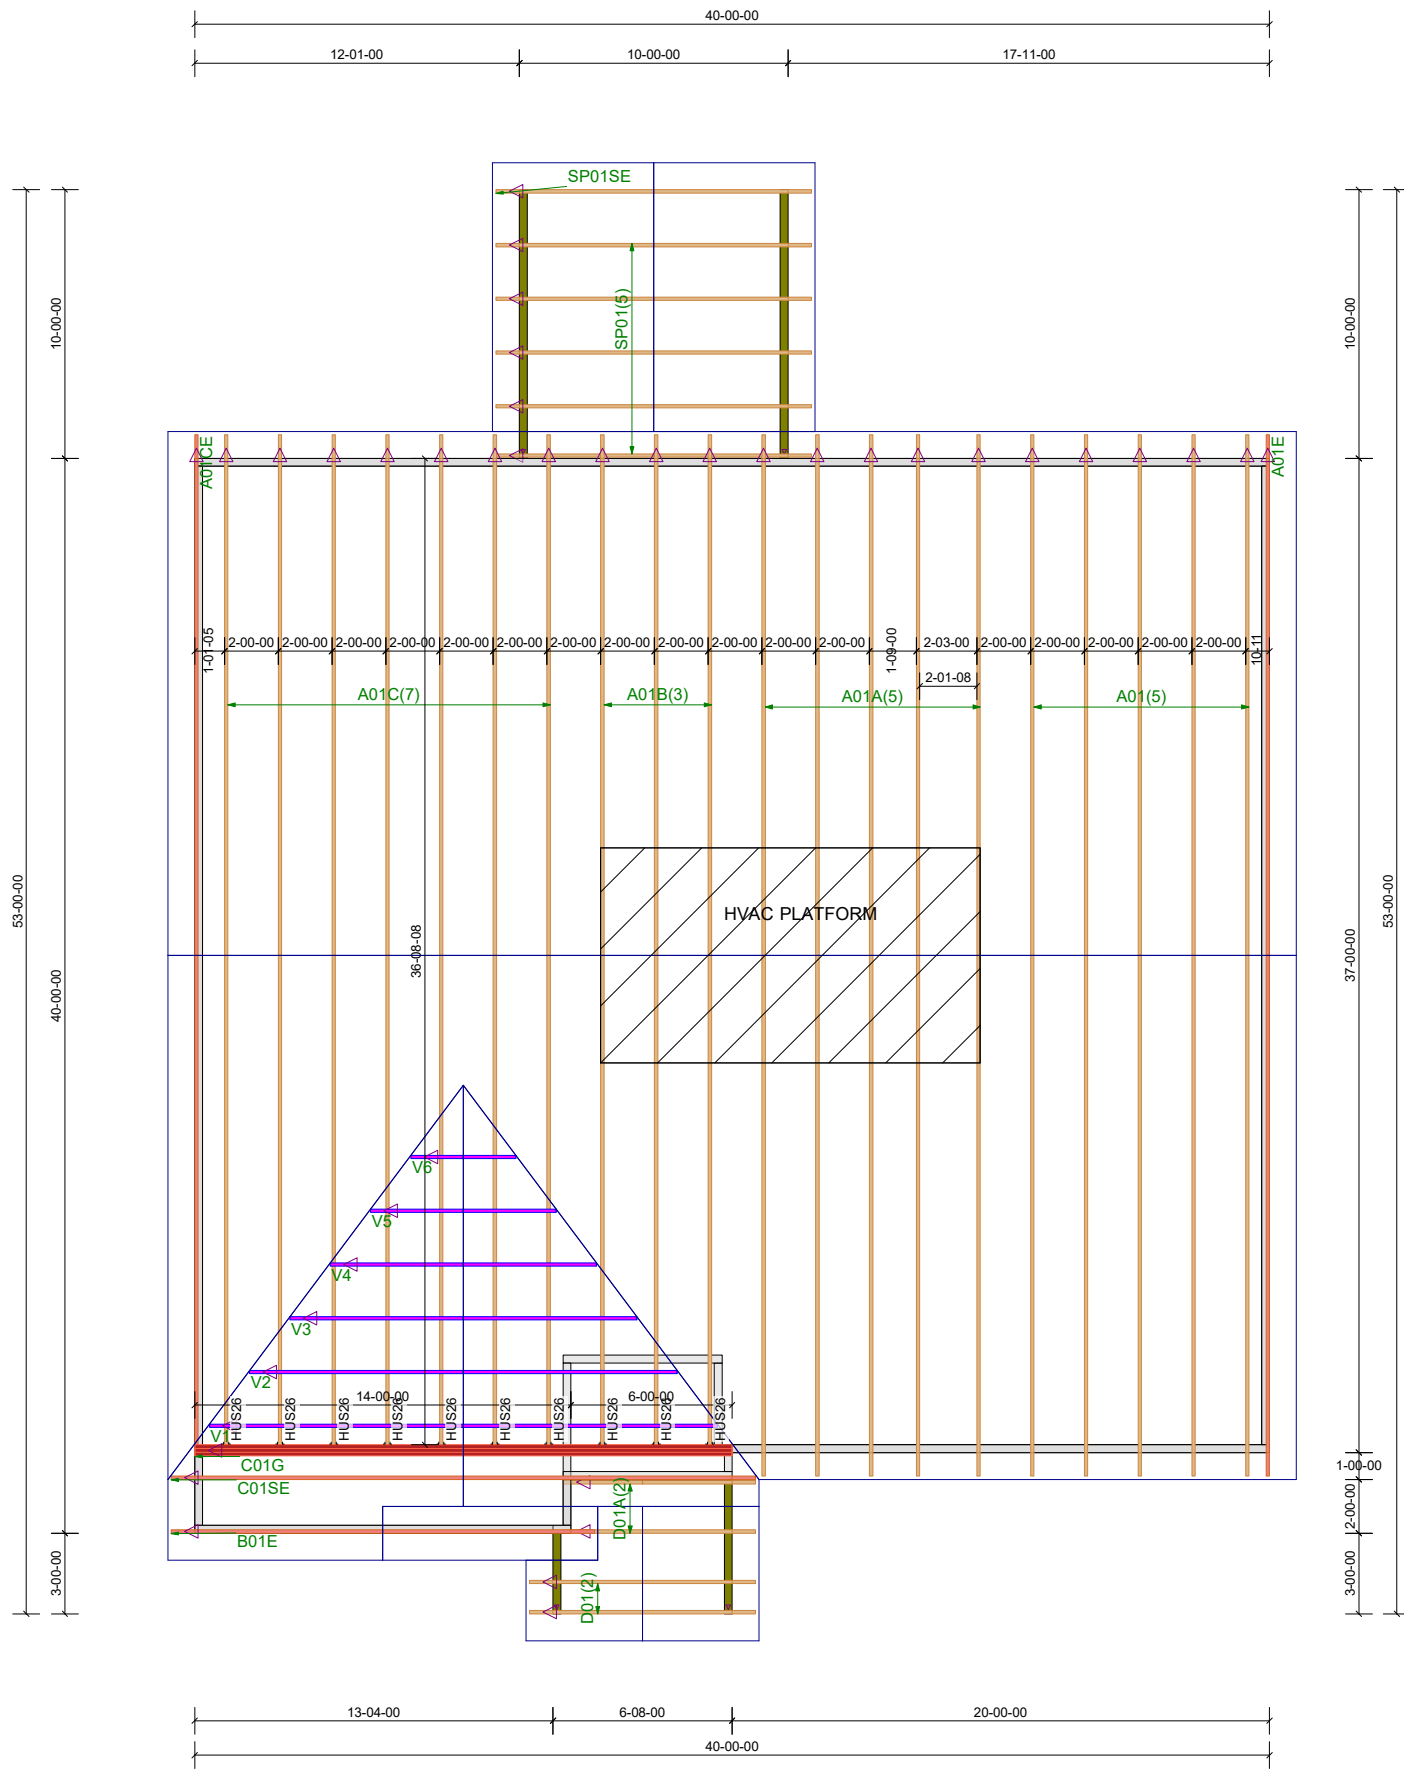 40-00-00
12-01-00
10-00-00
17-11-00
SP01SE
SP01(5)
10-00-00
10-00-00
A01CE
A01E
1-01-05
2-00-00
2-00-00
2-00-00
2-00-00
2-00-00
2-00-00
2-00-00
2-00-00
2-00-00
2-00-00
2-00-00
1-09-00
2-03-00
2-00-00
2-00-00
2-00-00
2-00-00
2-00-00
10-11
2-01-08
A01C(7)
A01B(3)
A01A(5)
A01(5)
53-00-00
53-00-00
HVAC PLATFORM
36-08-08
40-00-00
37-00-00
V6
V5
V4
V3
V2
14-00-00
6-00-00
HUS26
HUS26
HUS26
HUS26
HUS26
HUS26
HUS26
HUS26
HUS26
HUS26
V1
C01G
1-00-00
C01SE
D01A(2)
2-00-00
B01E
3-00-00
D01(2)
3-00-00
13-04-00
6-08-00
20-00-00
40-00-00